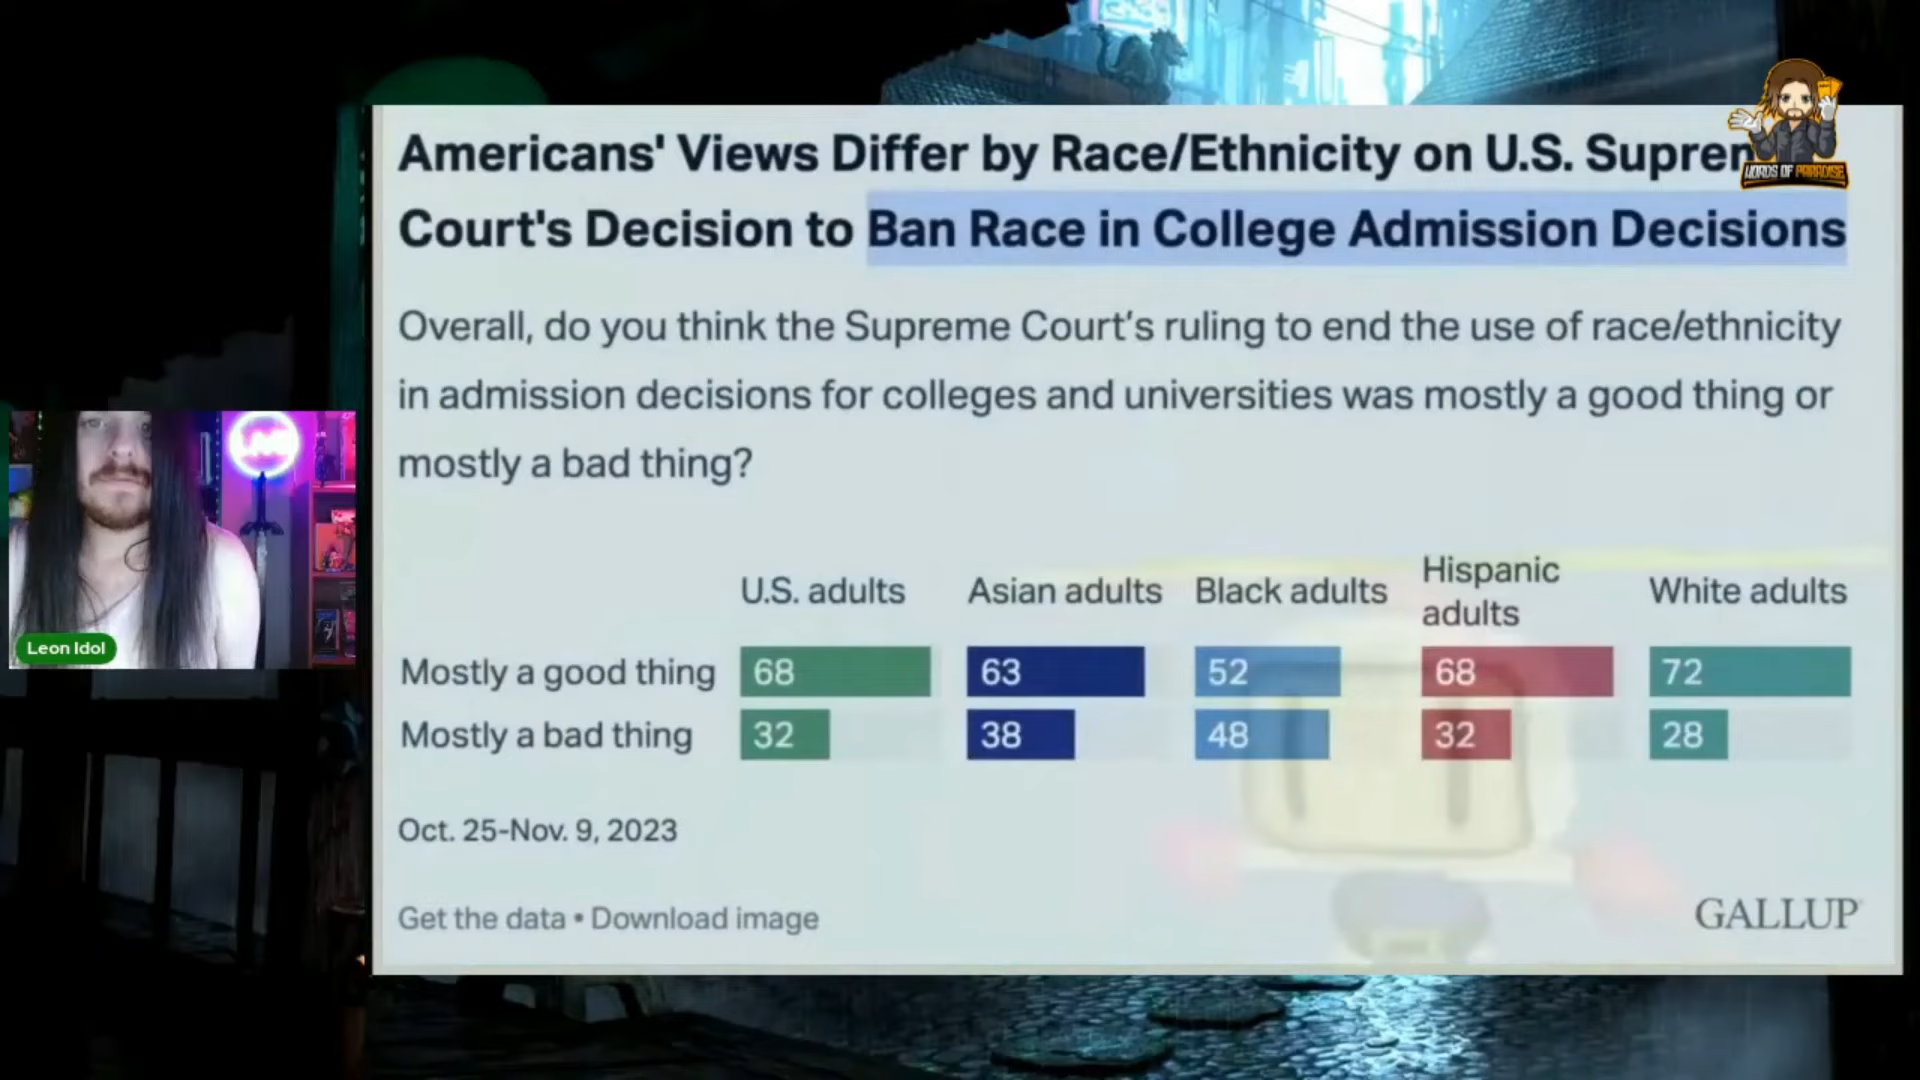 Americans' Views Differ by Race/Ethnicity on U.S.
Court's Decision to Ban Race in College Admission Decisions
Overall, do you think the Supreme Court's ruling to end the use of race/ethnicity
in admission decisions for colleges and universities was mostly a good thing or
mostly a bad thing?
U.S. adults Asian adults Black adults Hispanic adults White adults
Mostly a good thing 68 63 52 68 72
Mostly a bad thing 32 38 48 32 28
Oct. 25-Nov. 9, 2023
Get the data • Download image
GALLUP
WORDS OF PARADISE
LIVE
Leon Idol